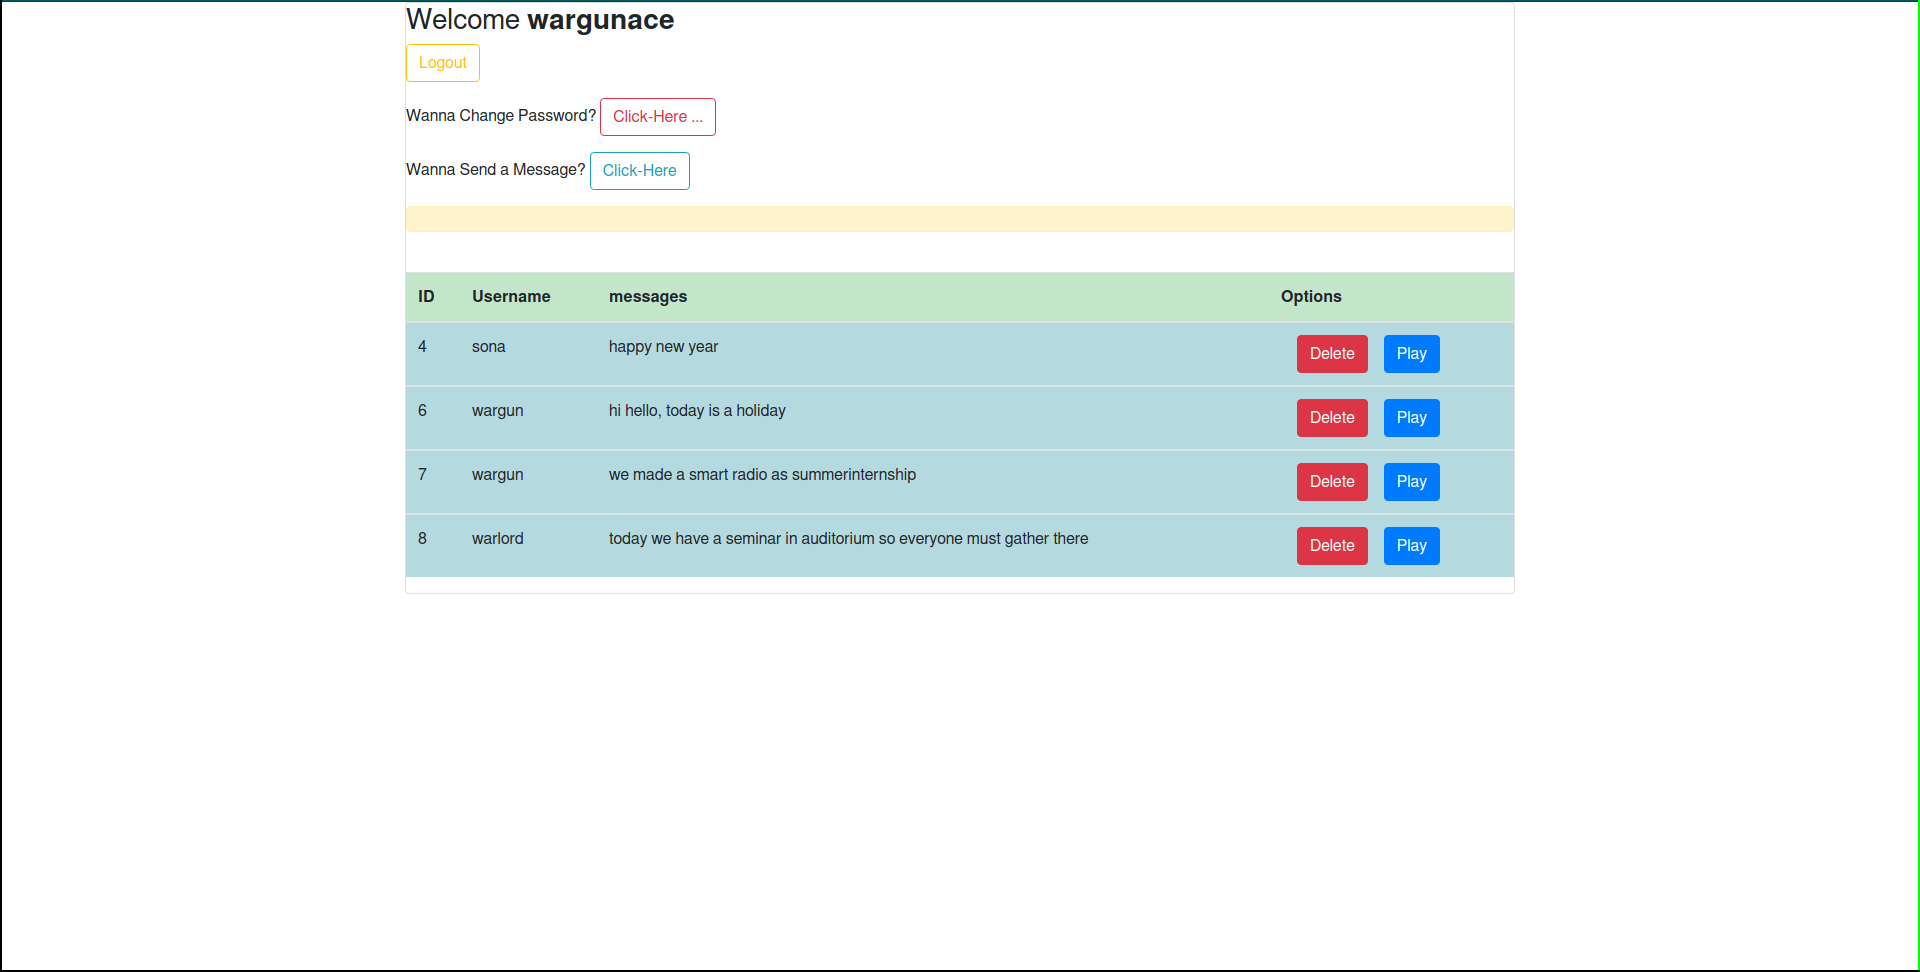 Welcome wargunace
Logout
Wanna Change Password? Click-Here ...
Wanna Send a Message? Click-Here
ID Username messages Options
4 sona happy new year Delete Play
6 wargun hi hello, today is a holiday Delete Play
7 wargun we made a smart radio as summerinternship Delete Play
8 warlord today we have a seminar in auditorium so everyone must gather there Delete Play